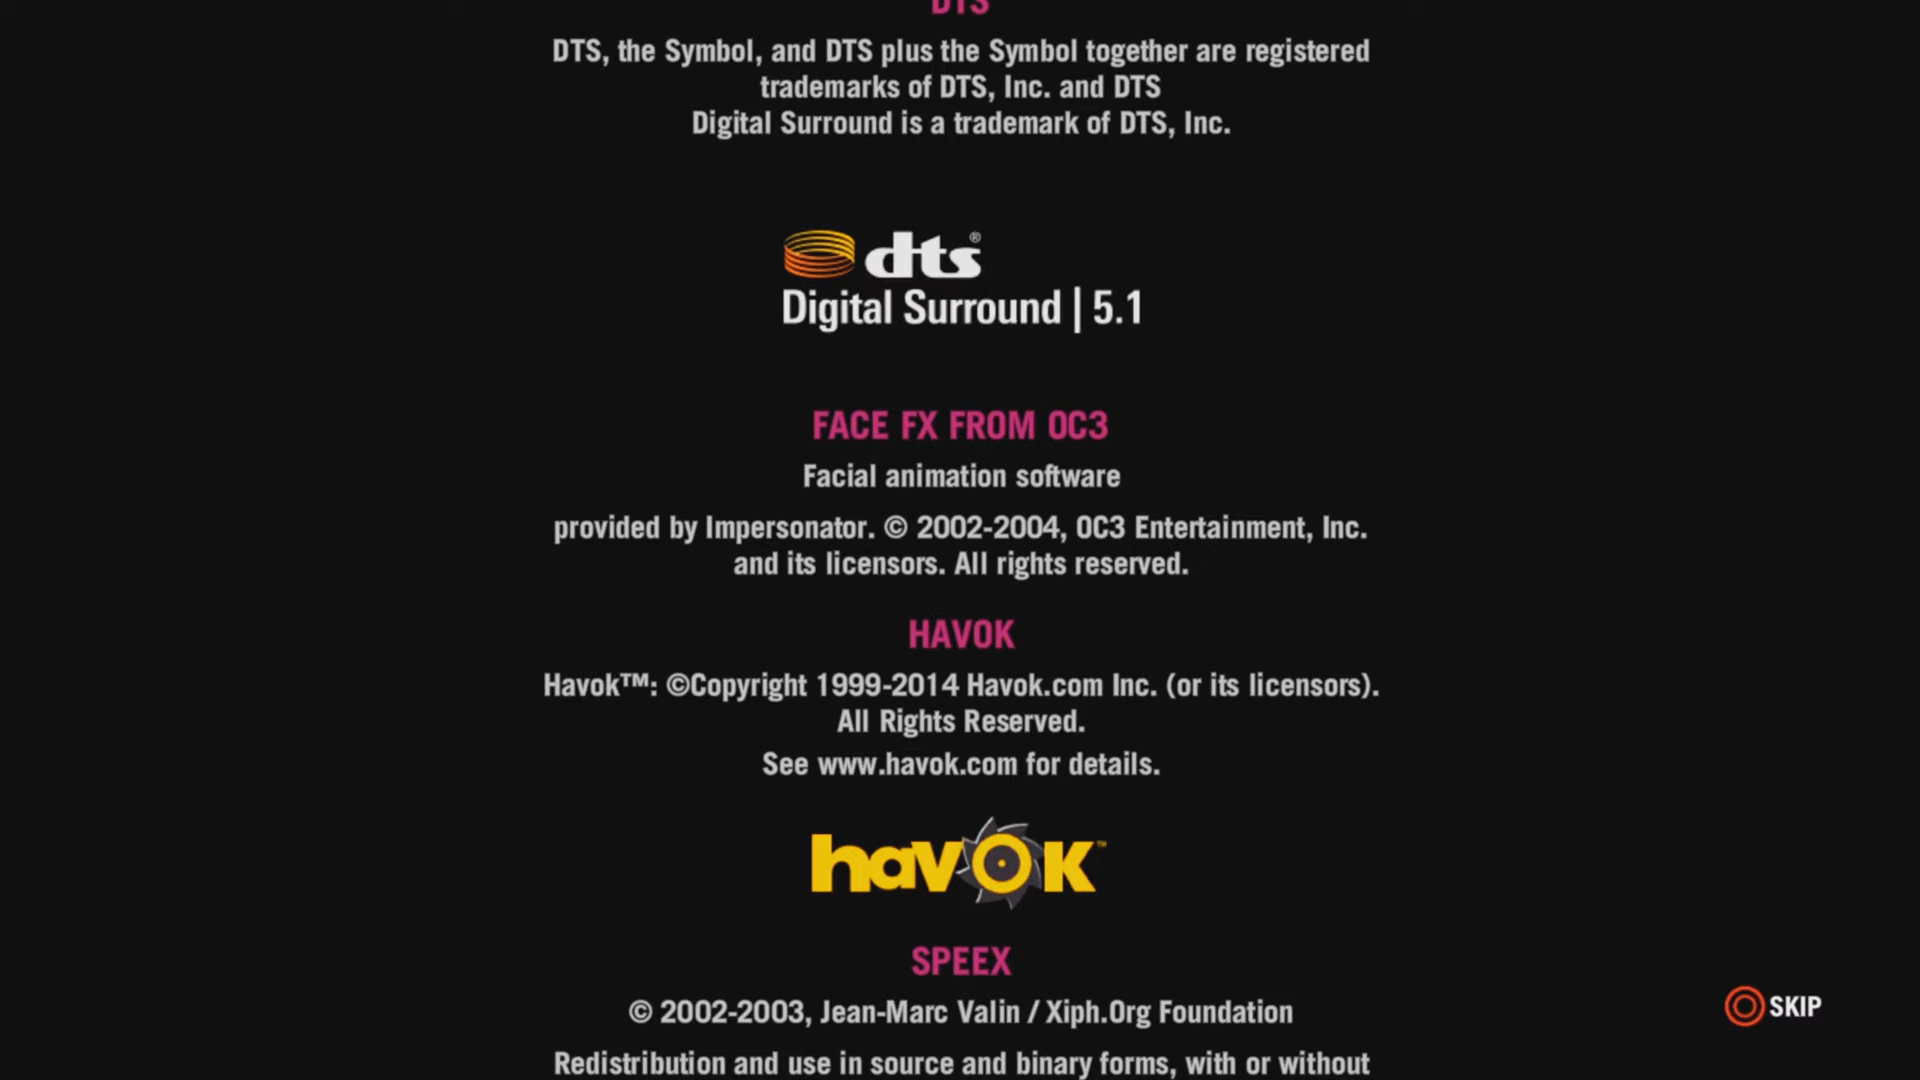 DTS
DTS, the Symbol, and DTS plus the Symbol together are registered
trademarks of DTS, Inc. and DTS
Digital Surround is a trademark of DTS, Inc.
dts®
Digital Surround | 5.1
FACE FX FROM OC3
Facial animation software
provided by Impersonator. © 2002-2004, OC3 Entertainment, Inc.
and its licensors. All rights reserved.
HAVOK
Havok™: ©Copyright 1999-2014 Havok.com Inc. (or its licensors).
All Rights Reserved.
See www.havok.com for details.
havok™
SPEEX
© 2002-2003, Jean-Marc Valin / Xiph.Org Foundation
SKIP
Redistribution and use in source and binary forms, with or without